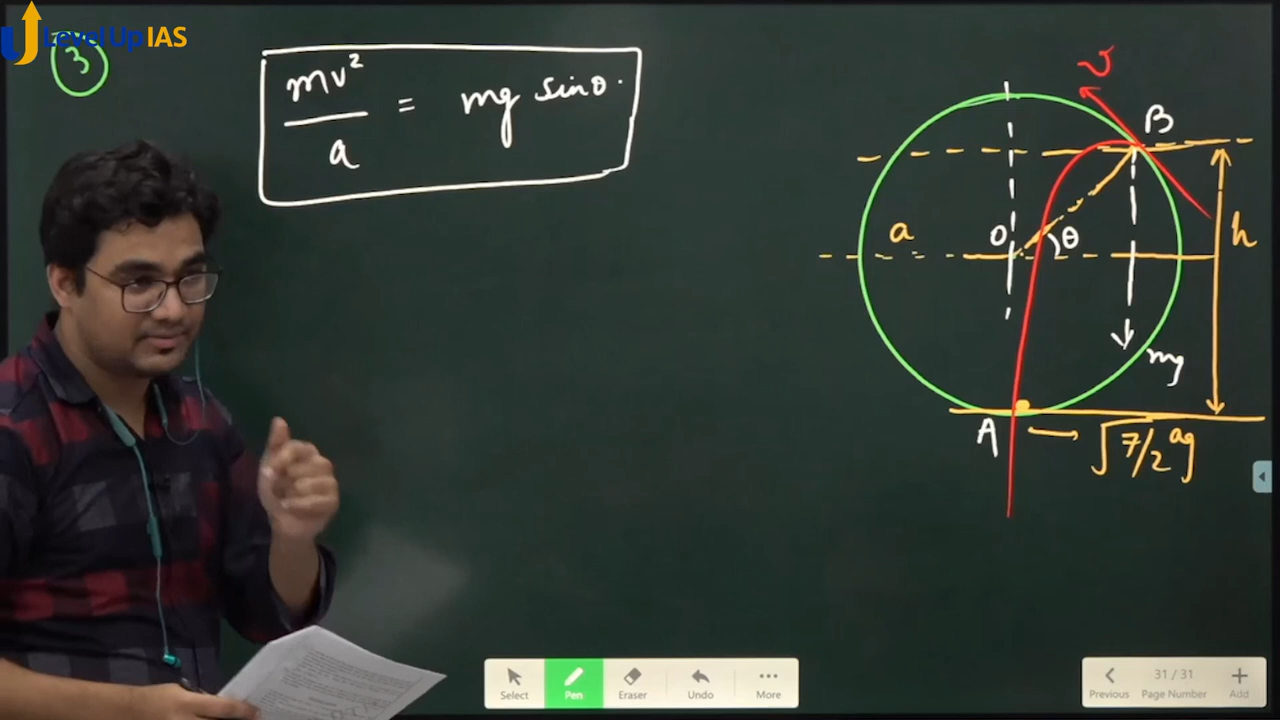 Level Up IAS
3
mv²
a
= mg sinθ.
v
B
a
O
θ
h
mg
A
√7/2 ag
Select
Pen
Eraser
Undo
More
Previous
31 / 31
Page Number
Add